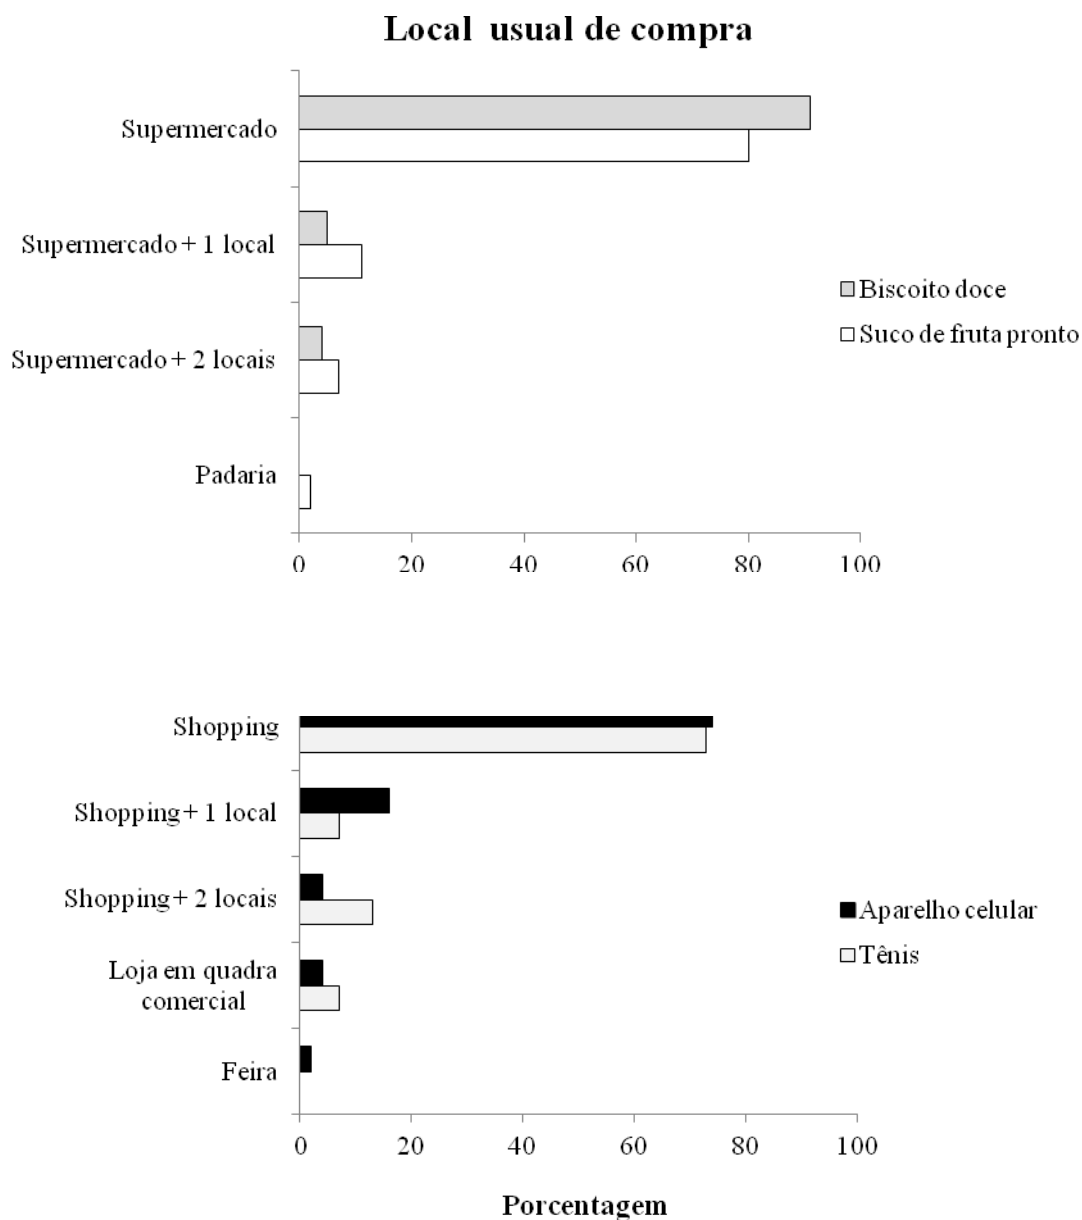 Local usual de compra
Supermercado
Supermercado + 1 local
Supermercado + 2 locais
Padaria
Biscoito doce
Suco de fruta pronto
0 20 40 60 80 100
Shopping
Shopping + 1 local
Shopping + 2 locais
Loja em quadra
comercial
Feira
Aparelho celular
Tênis
0 20 40 60 80 100
Porcentagem